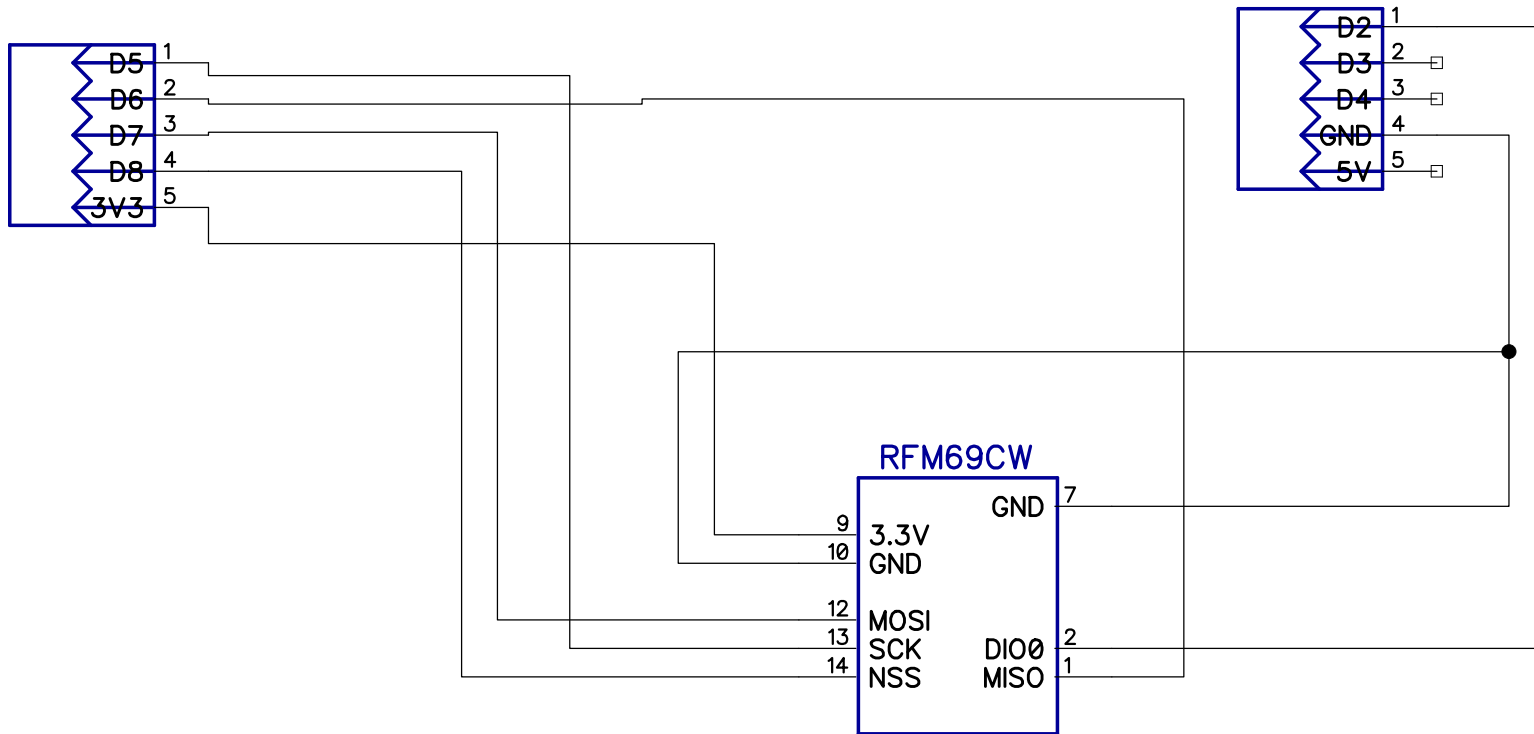 D5 1
D6 2
D7 3
D8 4
3V3 5
D2 1
D3 2
D4 3
GND 4
5V 5
RFM69CW
GND 7
9 3.3V
10 GND
12 MOSI
13 SCK
14 NSS
DIO0 2
MISO 1